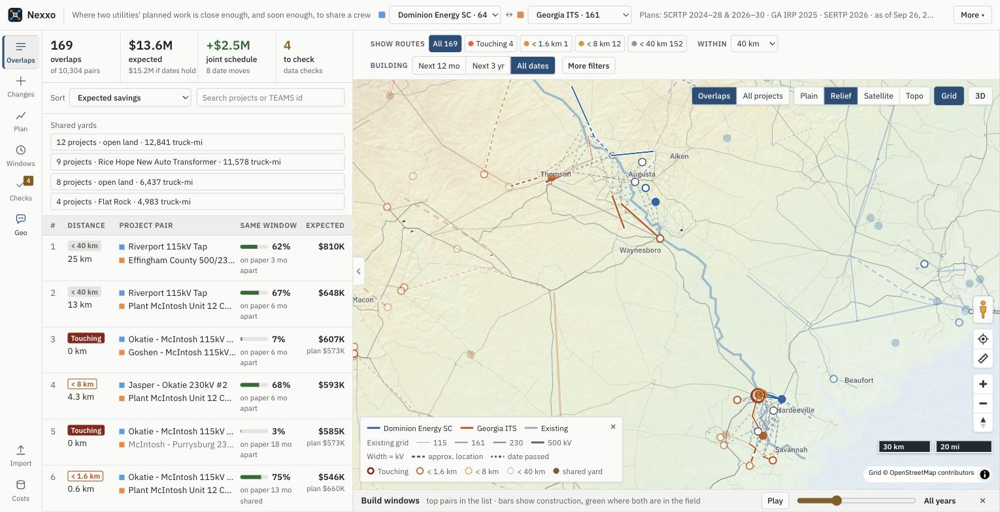 Nexxo
Where two utilities' planned work is close enough, and soon enough, to share a crew
Dominion Energy SC · 64
↔
Georgia ITS · 161
Plans: SCRTP 2024–28 & 2026–30 · GA IRP 2025 · SERTP 2026 · as of Sep 26, 2...
More
Overlaps
Changes
Plan
Windows
4
Checks
Geo
Import
Costs
169
overlaps
of 10,304 pairs
$13.6M
expected
$15.2M if dates hold
+$2.5M
joint schedule
8 date moves
4
to check
data checks
Sort
Expected savings
Search projects or TEAMS id
Shared yards
12 projects · open land · 12,841 truck-mi
9 projects · Rice Hope New Auto Transformer · 11,578 truck-mi
8 projects · open land · 6,437 truck-mi
4 projects · Flat Rock · 4,983 truck-mi
# DISTANCE PROJECT PAIR SAME WINDOW EXPECTED
1 < 40 km Riverport 115kV Tap 62% $810K
25 km Effingham County 500/23... on paper 3 mo
apart
2 < 40 km Riverport 115kV Tap 67% $648K
13 km Plant McIntosh Unit 12 C... on paper 6 mo
apart
3 Touching Okatie - McIntosh 115kV ... 7% $607K
0 km Goshen - McIntosh 115kV... on paper 6 mo plan $573K
apart
4 < 8 km Jasper - Okatie 230kV #2 68% $593K
4.3 km Plant McIntosh Unit 12 C... on paper 6 mo
apart
5 Touching Okatie - McIntosh 115kV ... 3% $585K
0 km McIntosh - Purrysburg 23... on paper 18 mo plan $573K
apart
6 < 1.6 km Okatie - McIntosh 115kV ... 75% $546K
0.6 km Plant McIntosh Unit 12 C... on paper 13 mo plan $660K
shared
SHOW ROUTES All 169 Touching 4 < 1.6 km 1 < 8 km 12 < 40 km 152 WITHIN 40 km
BUILDING Next 12 mo Next 3 yr All dates More filters
Overlaps All projects Plain Relief Satellite Topo Grid 3D
Aiken
Thomson
Augusta
Waynesboro
Macon
Beaufort
Hardeeville
Savannah
Dominion Energy SC Georgia ITS Existing
Existing grid 115 161 230 500 kV
Width = kV approx. location date passed
Touching < 1.6 km < 8 km < 40 km shared yard
30 km 20 mi
Grid © OpenStreetMap contributors
Build windows top pairs in the list · bars show construction, green where both are in the field Play All years